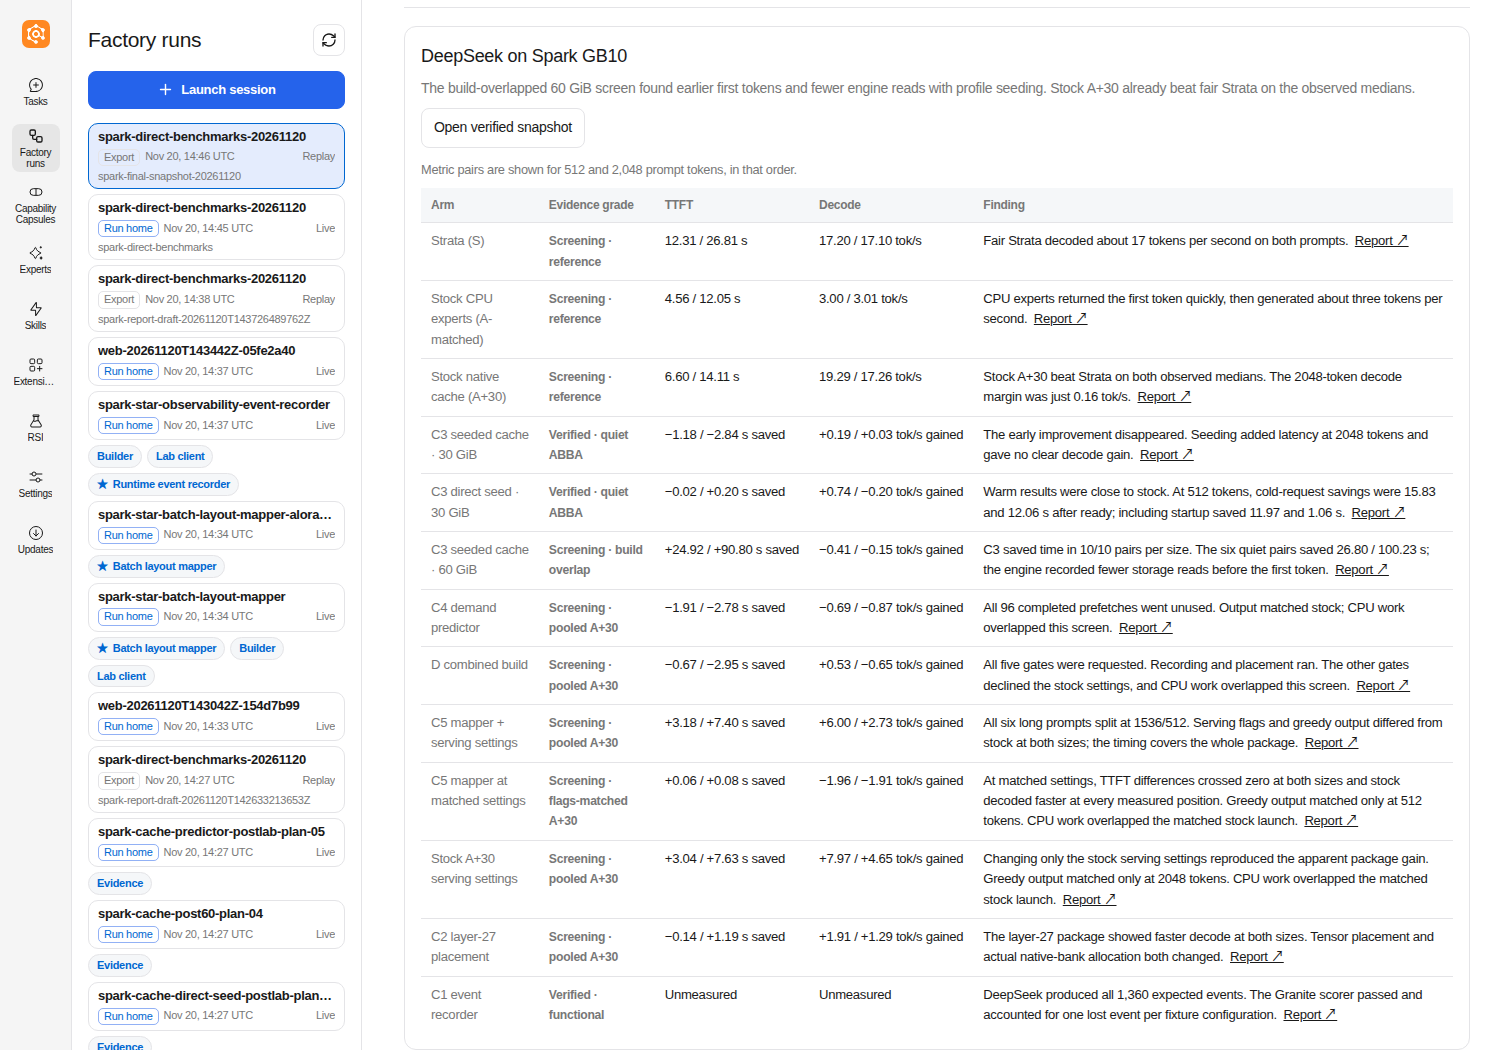 Tasks
Factory
runs
Capability
Capsules
Experts
Skills
Extensi…
RSI
Settings
Updates
Factory runs
Launch session
spark-direct-benchmarks-20261120
Export Nov 20, 14:46 UTC Replay
spark-final-snapshot-20261120
spark-direct-benchmarks-20261120
Run home Nov 20, 14:45 UTC Live
spark-direct-benchmarks
spark-direct-benchmarks-20261120
Export Nov 20, 14:38 UTC Replay
spark-report-draft-20261120T143726489762Z
web-20261120T143442Z-05fe2a40
Run home Nov 20, 14:37 UTC Live
spark-star-observability-event-recorder
Run home Nov 20, 14:37 UTC Live
Builder Lab client
★ Runtime event recorder
spark-star-batch-layout-mapper-alora…
Run home Nov 20, 14:34 UTC Live
★ Batch layout mapper
spark-star-batch-layout-mapper
Run home Nov 20, 14:34 UTC Live
★ Batch layout mapper Builder
Lab client
web-20261120T143042Z-154d7b99
Run home Nov 20, 14:33 UTC Live
spark-direct-benchmarks-20261120
Export Nov 20, 14:27 UTC Replay
spark-report-draft-20261120T142633213653Z
spark-cache-predictor-postlab-plan-05
Run home Nov 20, 14:27 UTC Live
Evidence
spark-cache-post60-plan-04
Run home Nov 20, 14:27 UTC Live
Evidence
spark-cache-direct-seed-postlab-plan…
Run home Nov 20, 14:27 UTC Live
Evidence
DeepSeek on Spark GB10
The build-overlapped 60 GiB screen found earlier first tokens and fewer engine reads with profile seeding. Stock A+30 already beat fair Strata on the observed medians.
Open verified snapshot
Metric pairs are shown for 512 and 2,048 prompt tokens, in that order.
Arm Evidence grade TTFT Decode Finding
Strata (S) Screening · 12.31 / 26.81 s 17.20 / 17.10 tok/s Fair Strata decoded about 17 tokens per second on both prompts. Report ↗
reference
Stock CPU Screening · 4.56 / 12.05 s 3.00 / 3.01 tok/s CPU experts returned the first token quickly, then generated about three tokens per
experts (A- reference second. Report ↗
matched)
Stock native Screening · 6.60 / 14.11 s 19.29 / 17.26 tok/s Stock A+30 beat Strata on both observed medians. The 2048-token decode
cache (A+30) reference margin was just 0.16 tok/s. Report ↗
C3 seeded cache Verified · quiet −1.18 / −2.84 s saved +0.19 / +0.03 tok/s gained The early improvement disappeared. Seeding added latency at 2048 tokens and
· 30 GiB ABBA gave no clear decode gain. Report ↗
C3 direct seed · Verified · quiet −0.02 / +0.20 s saved +0.74 / −0.20 tok/s gained Warm results were close to stock. At 512 tokens, cold-request savings were 15.83
30 GiB ABBA and 12.06 s after ready; including startup saved 11.97 and 1.06 s. Report ↗
C3 seeded cache Screening · build +24.92 / +90.80 s saved −0.41 / −0.15 tok/s gained C3 saved time in 10/10 pairs per size. The six quiet pairs saved 26.80 / 100.23 s;
· 60 GiB overlap the engine recorded fewer storage reads before the first token. Report ↗
C4 demand Screening · −1.91 / −2.78 s saved −0.69 / −0.87 tok/s gained All 96 completed prefetches went unused. Output matched stock; CPU work
predictor pooled A+30 overlapped this screen. Report ↗
D combined build Screening · −0.67 / −2.95 s saved +0.53 / −0.65 tok/s gained All five gates were requested. Recording and placement ran. The other gates
pooled A+30 declined the stock settings, and CPU work overlapped this screen. Report ↗
C5 mapper + Screening · +3.18 / +7.40 s saved +6.00 / +2.73 tok/s gained All six long prompts split at 1536/512. Serving flags and greedy output differed from
serving settings pooled A+30 stock at both sizes; the timing covers the whole package. Report ↗
C5 mapper at Screening · +0.06 / +0.08 s saved −1.96 / −1.91 tok/s gained At matched settings, TTFT differences crossed zero at both sizes and stock
matched settings flags-matched decoded faster at every measured position. Greedy output matched only at 512
A+30 tokens. CPU work overlapped the matched stock launch. Report ↗
Stock A+30 Screening · +3.04 / +7.63 s saved +7.97 / +4.65 tok/s gained Changing only the stock serving settings reproduced the apparent package gain.
serving settings pooled A+30 Greedy output matched only at 2048 tokens. CPU work overlapped the matched
stock launch. Report ↗
C2 layer-27 Screening · −0.14 / +1.19 s saved +1.91 / +1.29 tok/s gained The layer-27 package showed faster decode at both sizes. Tensor placement and
placement pooled A+30 actual native-bank allocation both changed. Report ↗
C1 event Verified · Unmeasured Unmeasured DeepSeek produced all 1,360 expected events. The Granite scorer passed and
recorder functional accounted for one lost event per fixture configuration. Report ↗